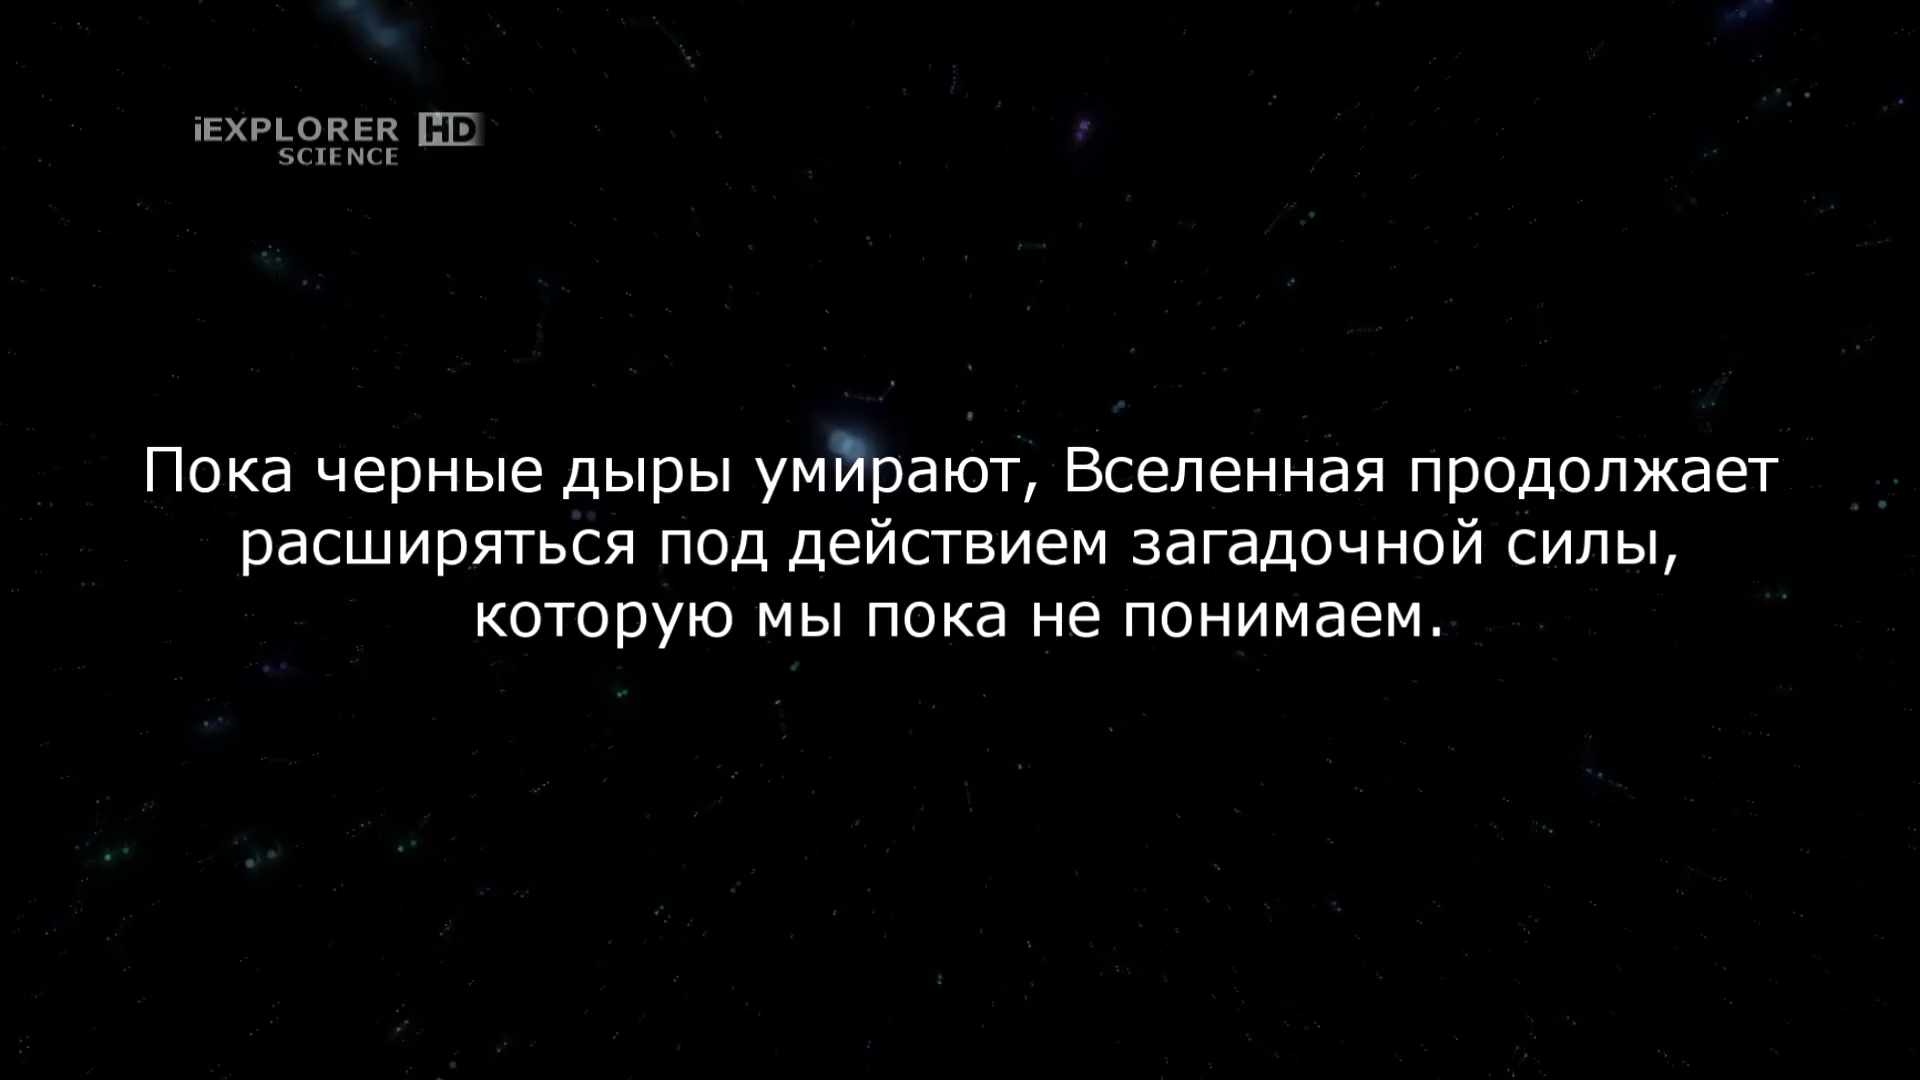 iEXPLORER HD
SCIENCE
Пока черные дыры умирают, Вселенная продолжает
расширяться под действием загадочной силы,
которую мы пока не понимаем.